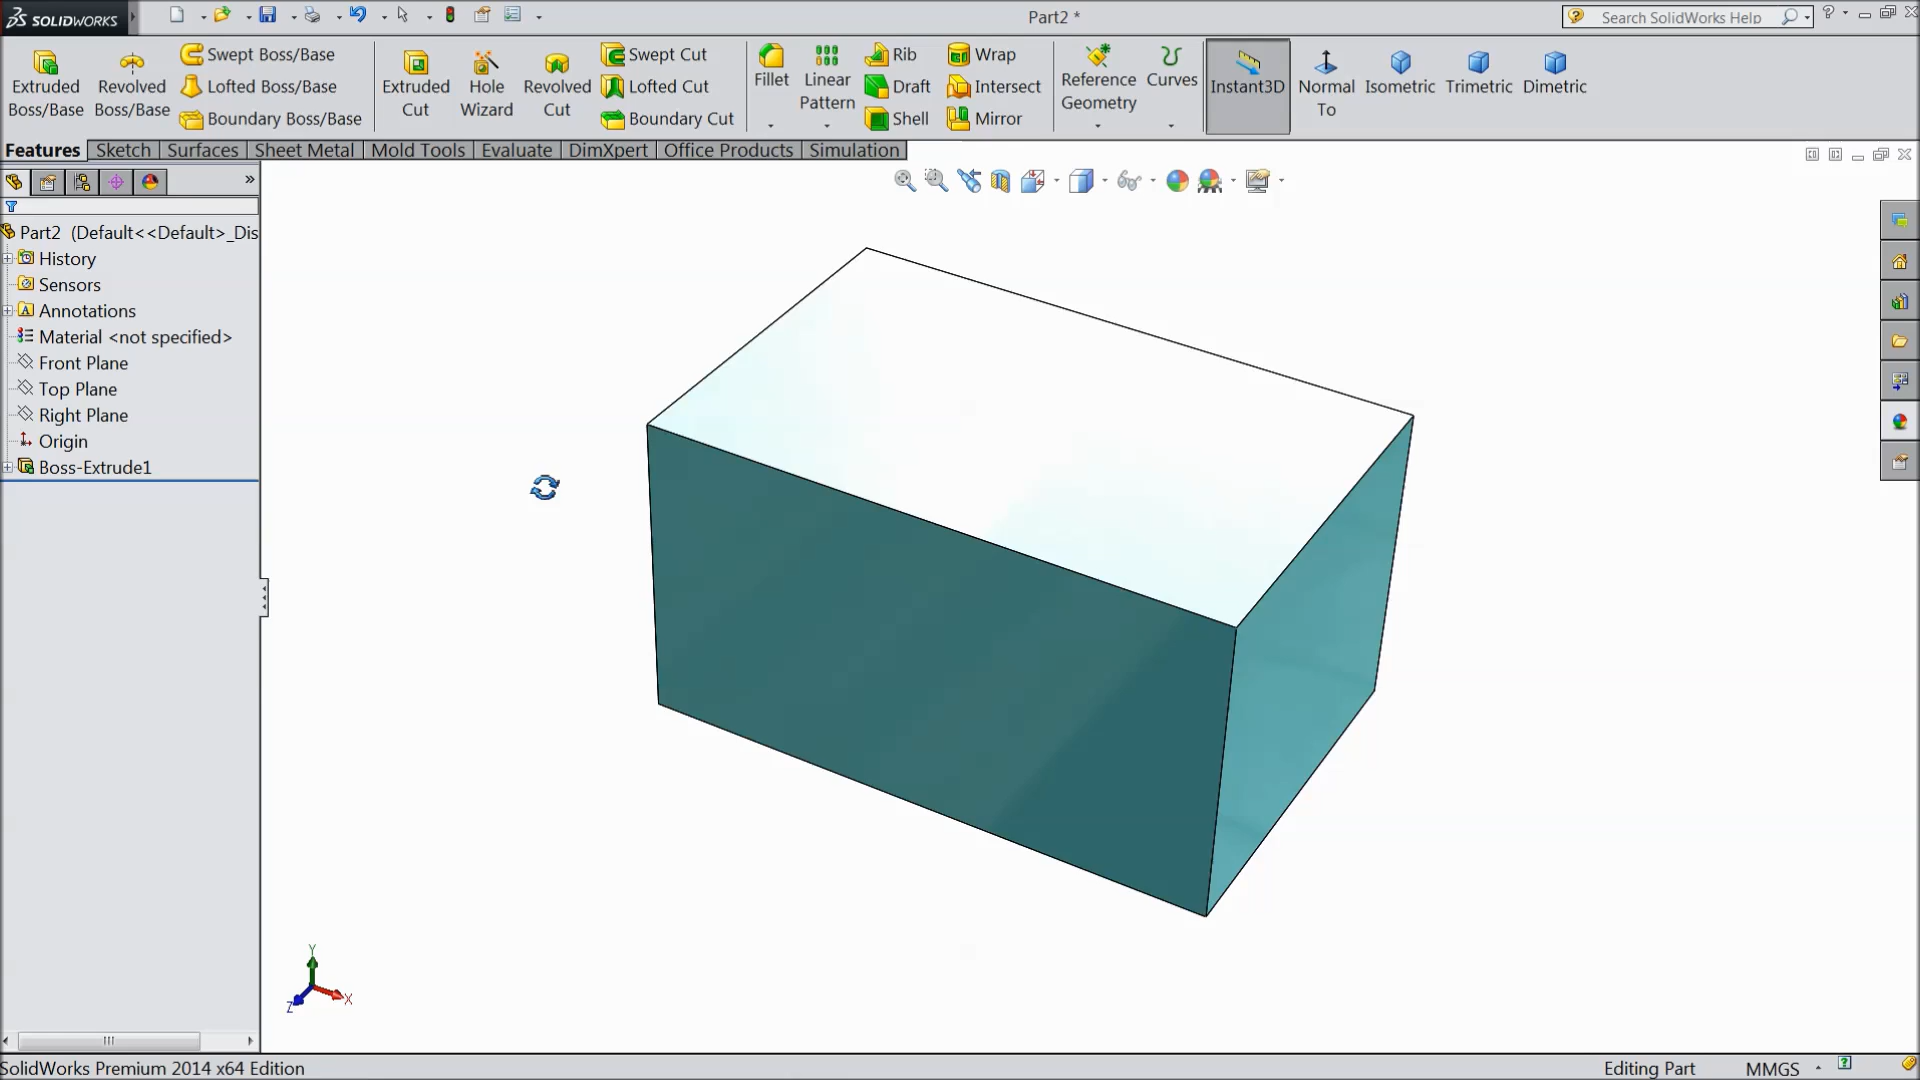 SOLIDWORKS
Part2 *
Search SolidWorks Help
Extruded Boss/Base
Revolved Boss/Base
Swept Boss/Base
Lofted Boss/Base
Boundary Boss/Base
Extruded Cut
Hole Wizard
Revolved Cut
Swept Cut
Lofted Cut
Boundary Cut
Fillet
Linear Pattern
Rib
Draft
Shell
Wrap
Intersect
Mirror
Reference Geometry
Curves
Instant3D
Normal To
Isometric
Trimetric
Dimetric
Features
Sketch
Surfaces
Sheet Metal
Mold Tools
Evaluate
DimXpert
Office Products
Simulation
Part2 (Default<<Default>_Dis
History
Sensors
Annotations
Material <not specified>
Front Plane
Top Plane
Right Plane
Origin
Boss-Extrude1
Y
X
Z
SolidWorks Premium 2014 x64 Edition
Editing Part
MMGS